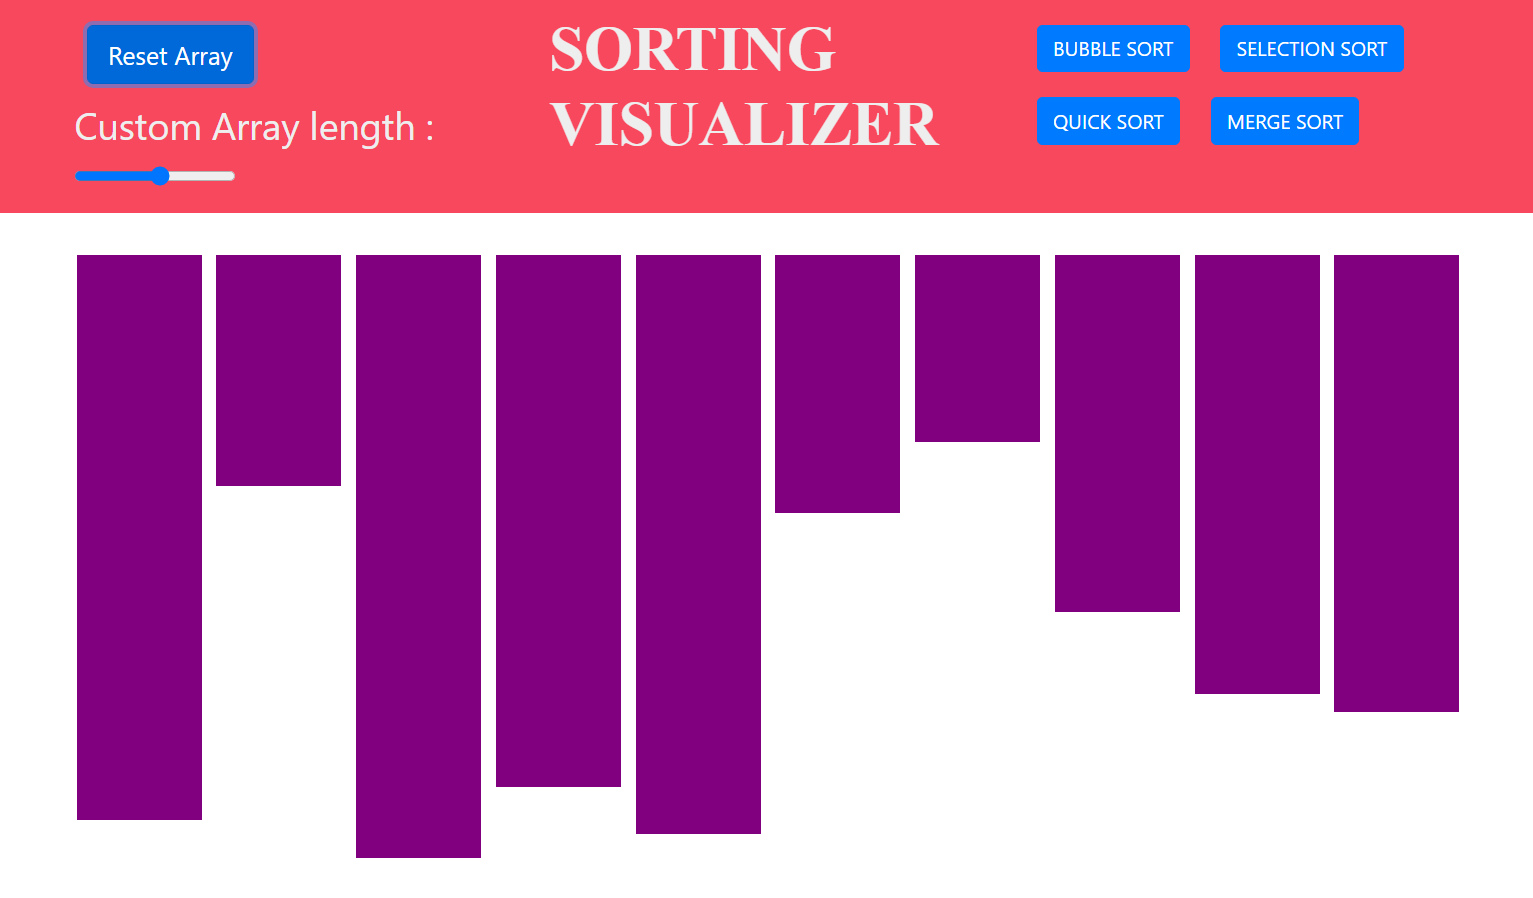 Reset Array
Custom Array length :
SORTING
VISUALIZER
BUBBLE SORT
SELECTION SORT
QUICK SORT
MERGE SORT